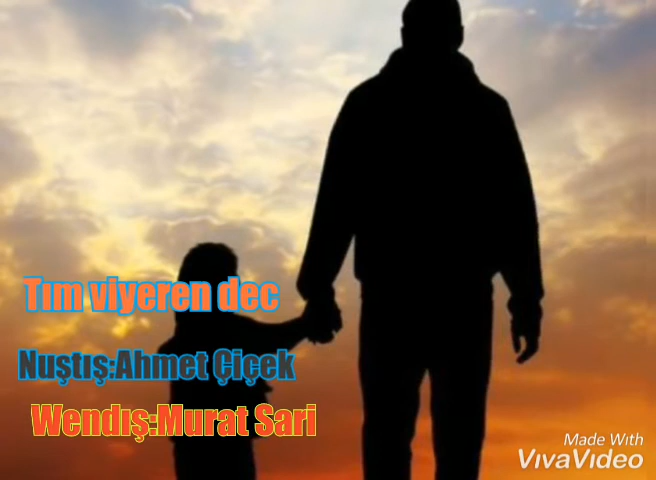 Tım viyeren dec
Nuştış:Ahmet Çiçek
Wendış:Murat Sari
Made With
VivaVideo